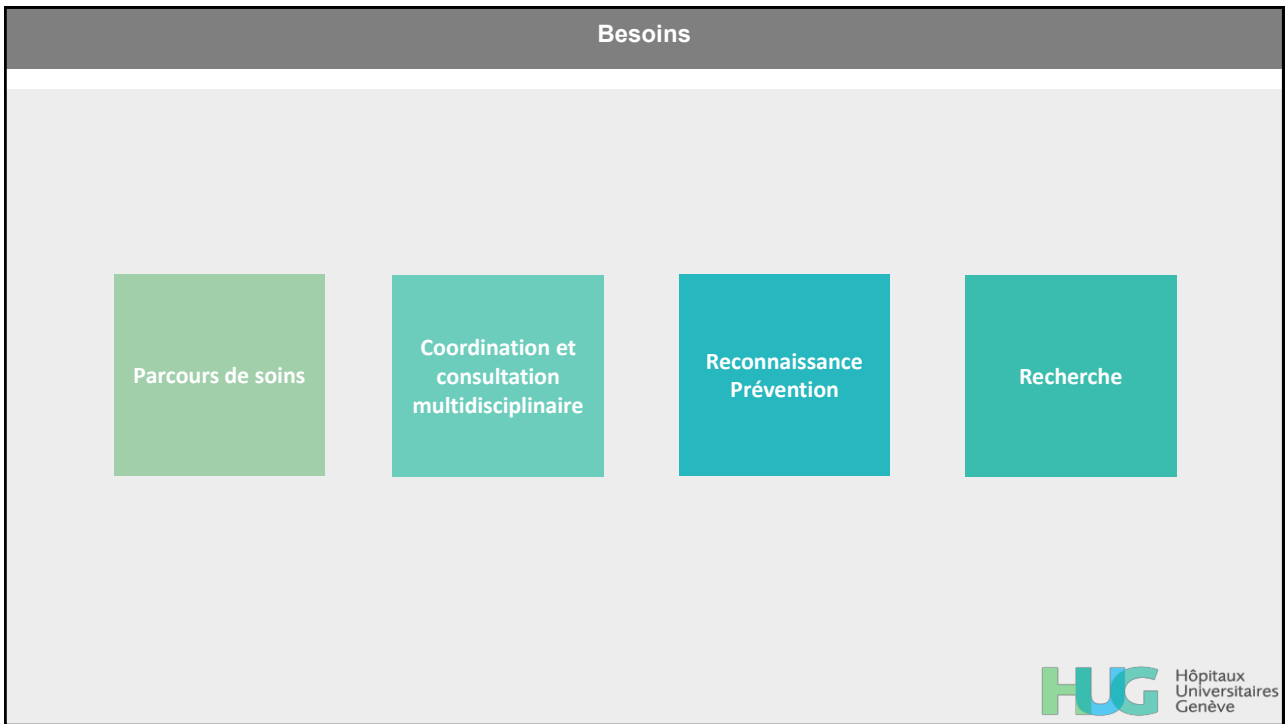 Besoins
Parcours de soins
Coordination et
consultation
multidisciplinaire
Reconnaissance
Prévention
Recherche
HUG
Hôpitaux
Universitaires
Genève